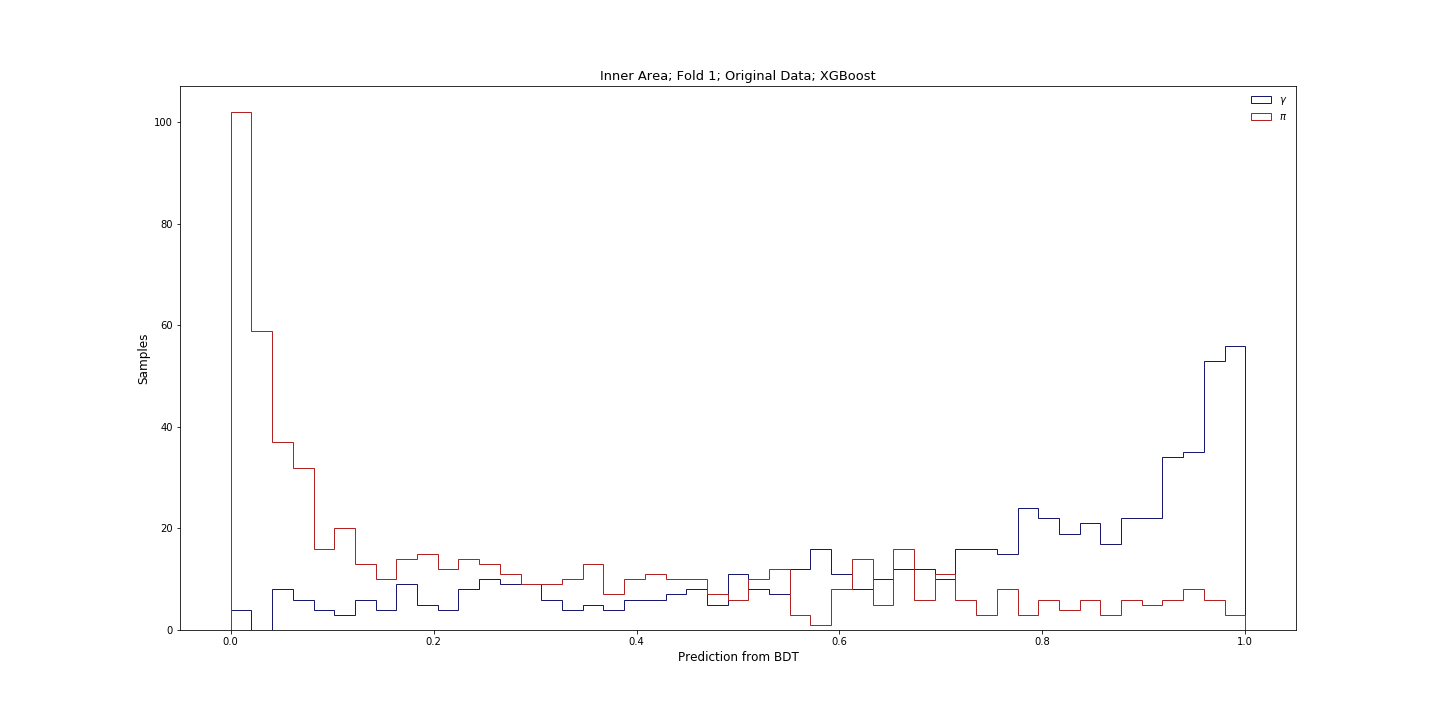 Inner Area; Fold 1; Original Data; XGBoost
γ
π
100
80
60
40
20
0
Samples
0.0 0.2 0.4 0.6 0.8 1.0
Prediction from BDT